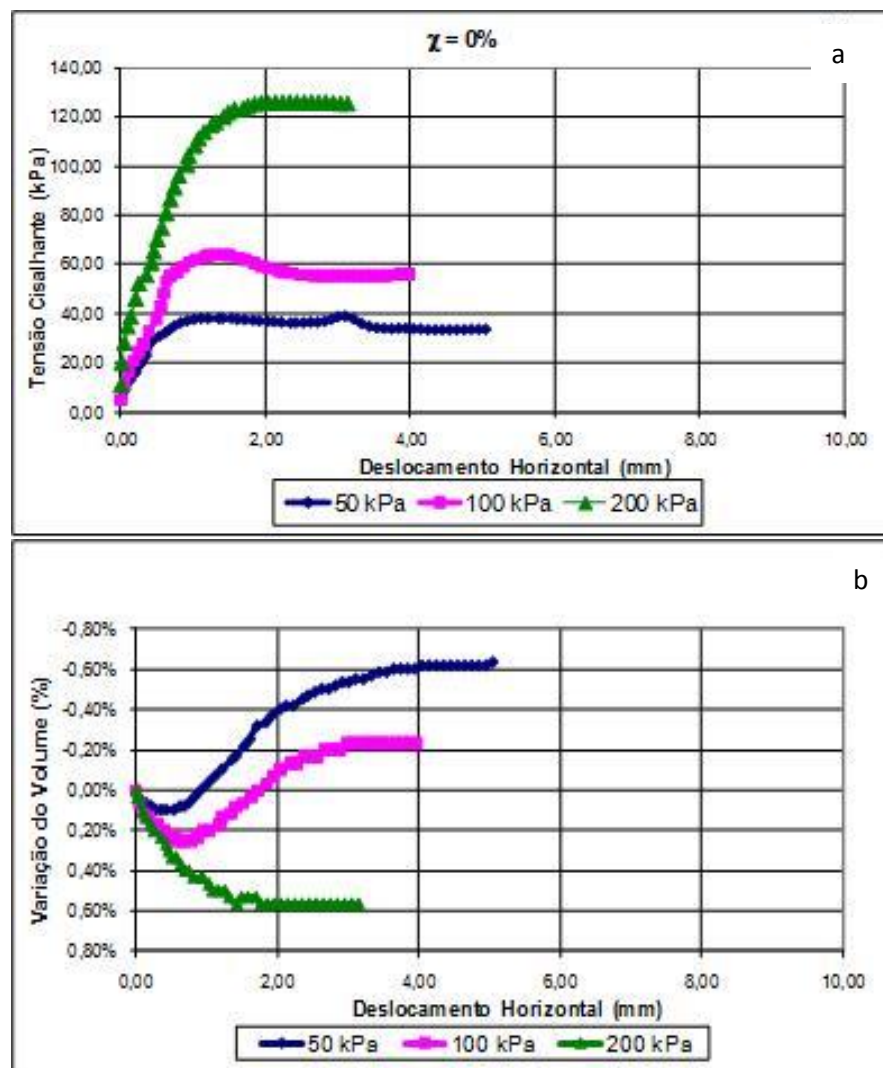 χ = 0%
a
140,00
120,00
100,00
80,00
60,00
40,00
20,00
0,00
Tensão Cisalhante (kPa)
0,00 2,00 4,00 6,00 8,00 10,00
Deslocamento Horizontal (mm)
50 kPa 100 kPa 200 kPa
b
-0,80%
-0,60%
-0,40%
-0,20%
0,00%
0,20%
0,40%
0,60%
0,80%
Variação do Volume (%)
0,00 2,00 4,00 6,00 8,00 10,00
Deslocamento Horizontal (mm)
50 kPa 100 kPa 200 kPa